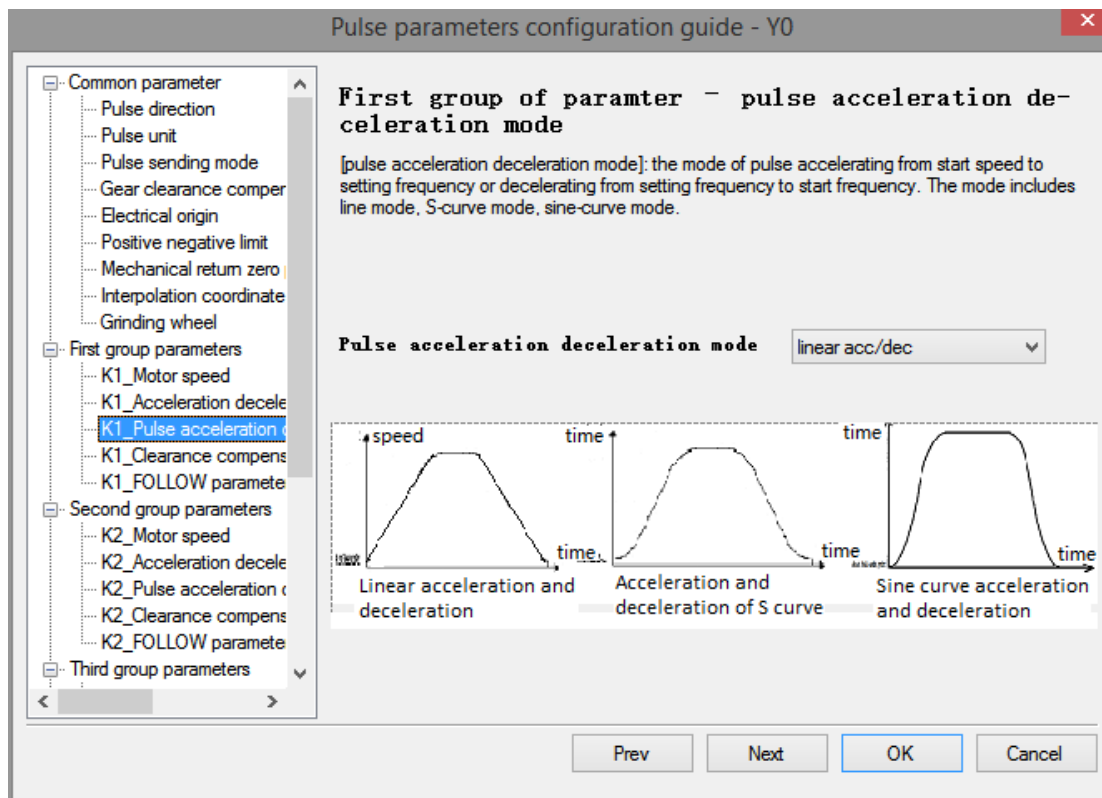 Pulse parameters configuration guide - Y0
Common parameter
Pulse direction
Pulse unit
Pulse sending mode
Gear clearance comper
Electrical origin
Positive negative limit
Mechanical return zero
Interpolation coordinate
Grinding wheel
First group parameters
K1_Motor speed
K1_Acceleration decele
K1_Pulse acceleration
K1_Clearance compens
K1_FOLLOW paramete
Second group parameters
K2_Motor speed
K2_Acceleration decele
K2_Pulse acceleration
K2_Clearance compens
K2_FOLLOW paramete
Third group parameters
First group of paramter - pulse acceleration de-
celeration mode
[pulse acceleration deceleration mode]: the mode of pulse accelerating from start speed to
setting frequency or decelerating from setting frequency to start frequency. The mode includes
line mode, S-curve mode, sine-curve mode.
Pulse acceleration deceleration mode
linear acc/dec
speed
time
Linear acceleration and
deceleration
time
time
Acceleration and
deceleration of S curve
time
time
Sine curve acceleration
and deceleration
Prev
Next
OK
Cancel